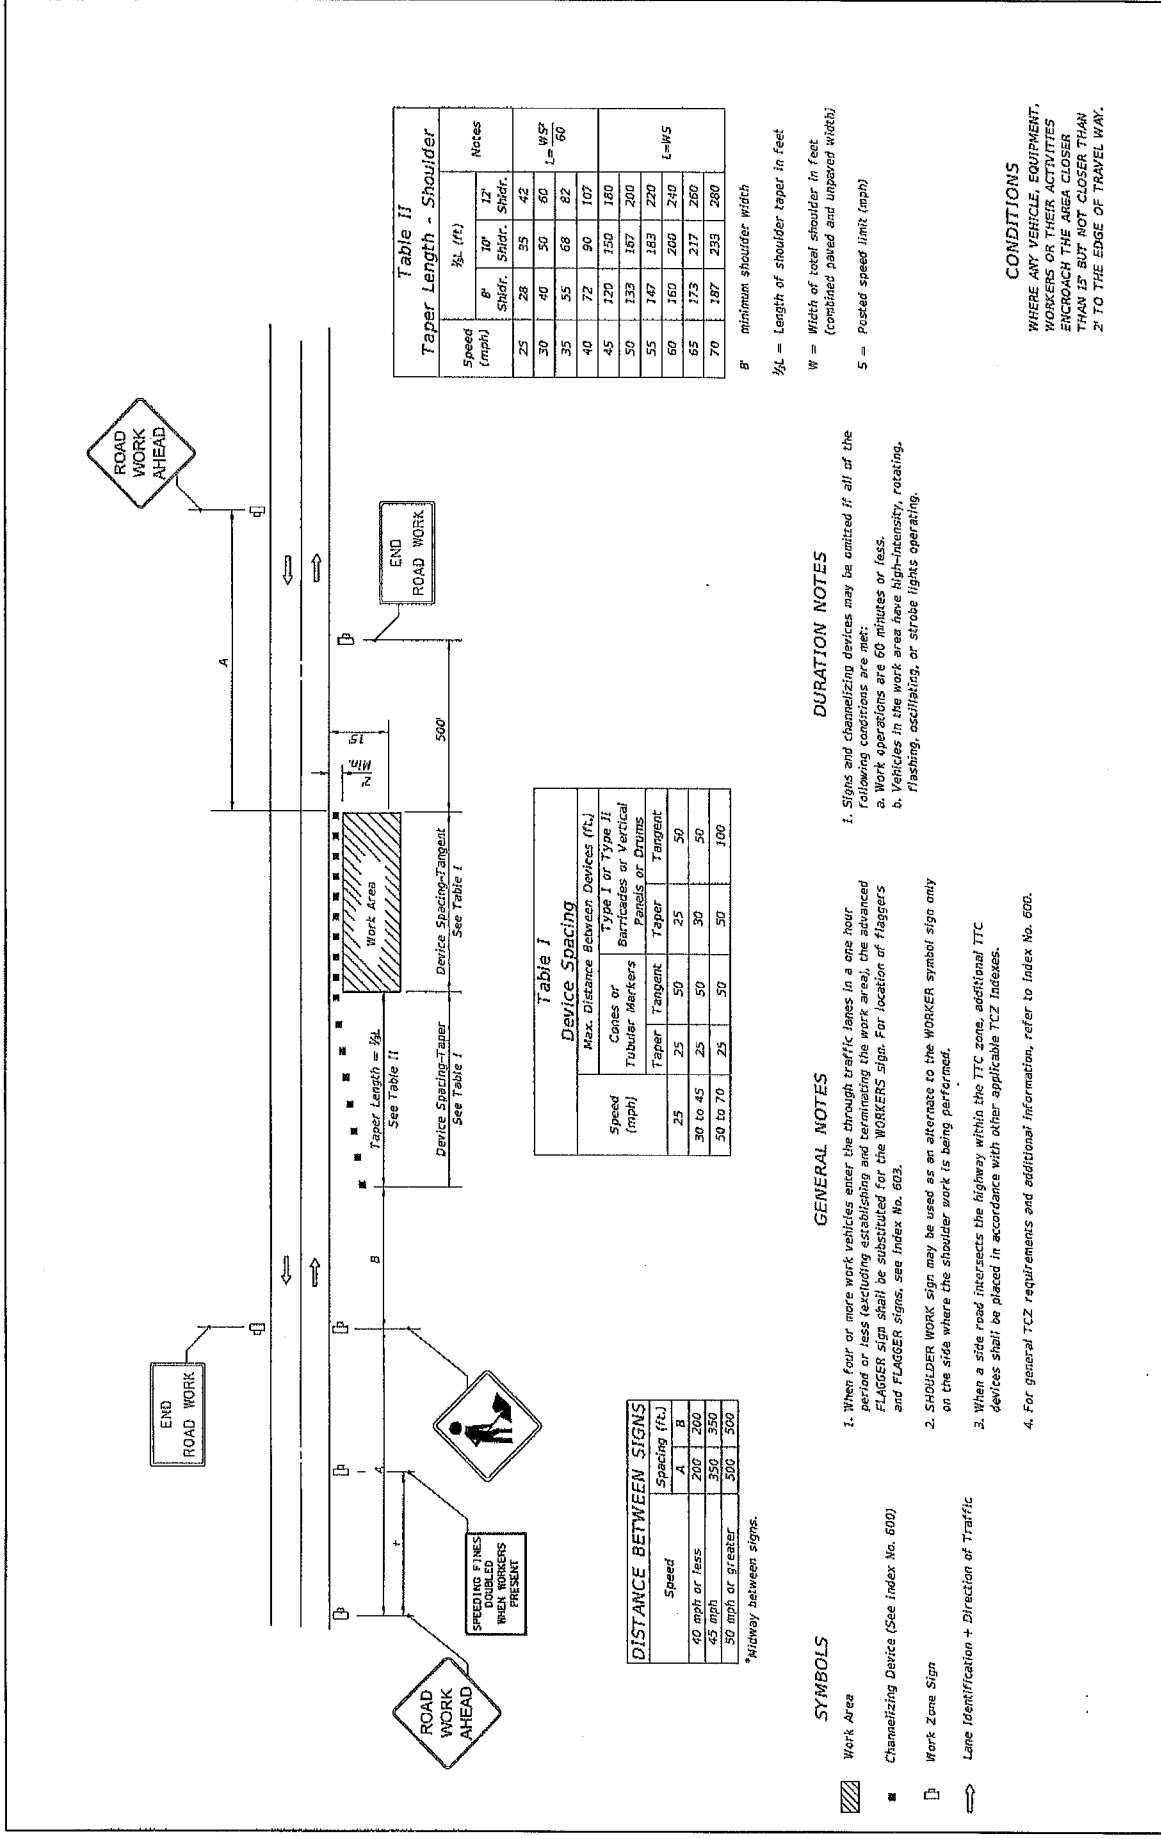 ROAD
WORK
AHEAD
END
ROAD WORK
A
A
B
*
500'
15'
2'
Min.
Work Area
Taper Length = ⅓L
See Table II
Device Spacing-Taper
See Table I
Device Spacing-Tangent
See Table I
END
ROAD WORK
ROAD
WORK
AHEAD
SPEEDING FINES
DOUBLED
WHEN WORKERS
PRESENT
DISTANCE BETWEEN SIGNS
Speed Spacing (ft.)
A B
40 mph or less 200 200
45 mph 350 350
50 mph or greater 500 500
*Midway between signs.
Table I
Device Spacing
Speed (mph) Max. Distance Between Devices (ft.)
Cones or Tubular Markers Type I or Type II Barricades or Vertical Panels or Drums
Taper Tangent Taper Tangent
25 25 50 25 50
30 to 45 25 50 30 50
50 to 70 25 50 50 100
Table II
Taper Length - Shoulder
Speed (mph) ⅓L (ft) Notes
8' Shldr. 10' Shldr. 12' Shldr.
25 28 35 42
30 40 50 60
35 55 68 82
40 72 90 107
L= WS²/60
45 120 150 180
50 133 167 200
55 147 183 220
60 160 200 240
65 173 217 260
70 187 233 280
L=WS
8' minimum shoulder width
⅓L = Length of shoulder taper in feet
W = Width of total shoulder in feet
(combined paved and unpaved width)
S = Posted speed limit (mph)
SYMBOLS
Work Area
Channelizing Device (See Index No. 600)
Work Zone Sign
Lane Identification + Direction of Traffic
GENERAL NOTES
1. When four or more work vehicles enter the through traffic lanes in a one hour
period or less (excluding establishing and terminating the work area), the advanced
FLAGGER sign shall be substituted for the WORKERS sign. For location of flaggers
and FLAGGER signs, see Index No. 603.
2. SHOULDER WORK sign may be used as an alternate to the WORKER symbol sign only
on the side where the shoulder work is being performed.
3. When a side road intersects the highway within the TTC zone, additional TTC
devices shall be placed in accordance with other applicable TCZ Indexes.
4. For general TCZ requirements and additional information, refer to Index No. 600.
DURATION NOTES
1. Signs and channelizing devices may be omitted if all of the
following conditions are met:
a. Work operations are 60 minutes or less.
b. Vehicles in the work area have high-intensity, rotating,
flashing, oscillating, or strobe lights operating.
CONDITIONS
WHERE ANY VEHICLE, EQUIPMENT,
WORKERS OR THEIR ACTIVITIES
ENCROACH THE AREA CLOSER
THAN 15' BUT NOT CLOSER THAN
2' TO THE EDGE OF TRAVEL WAY.